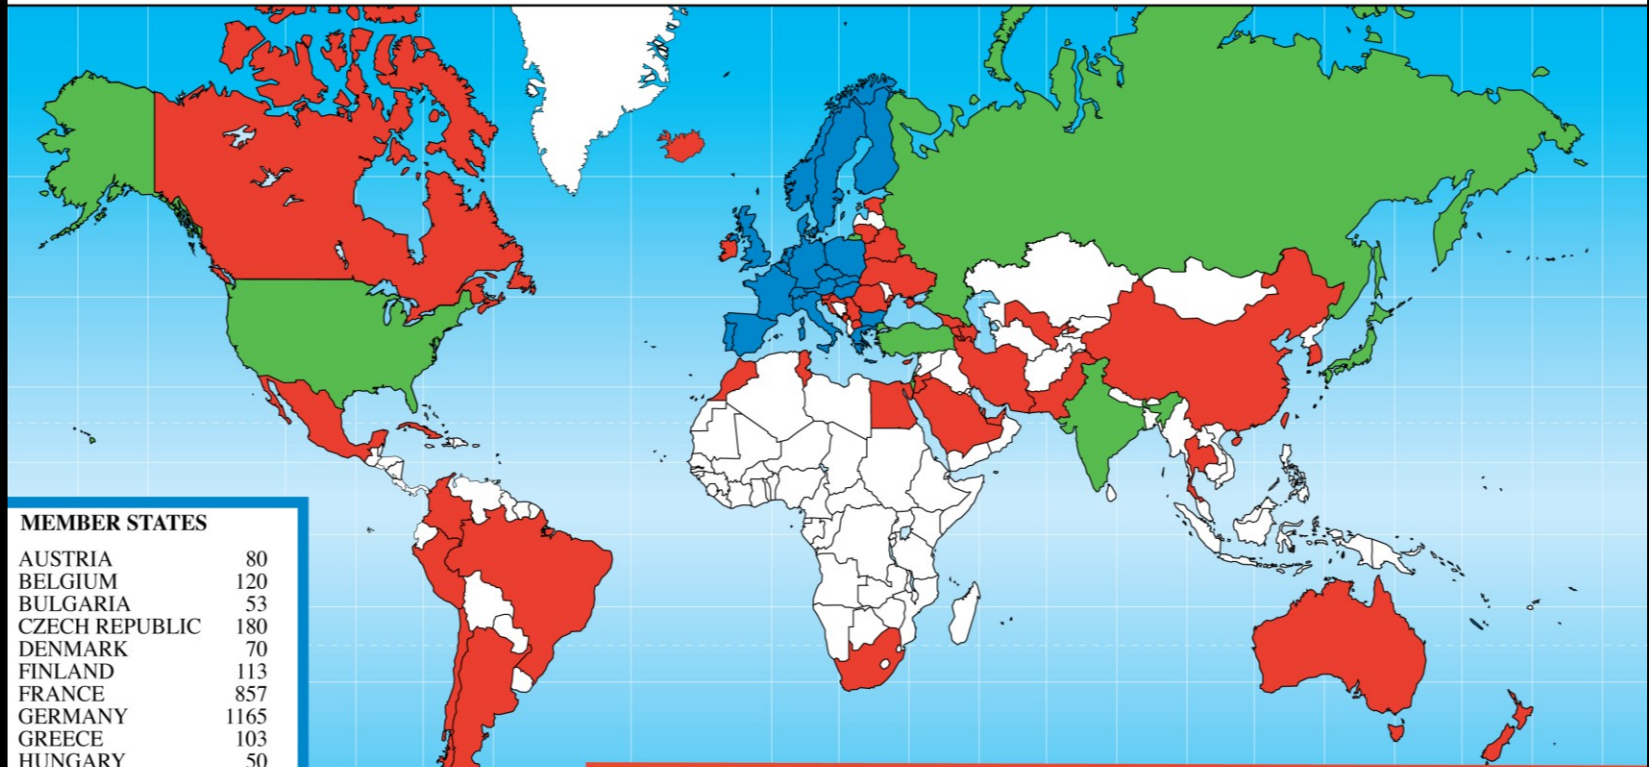 MEMBER STATES
AUSTRIA 80
BELGIUM 120
BULGARIA 53
CZECH REPUBLIC 180
DENMARK 70
FINLAND 113
FRANCE 857
GERMANY 1165
GREECE 103
HUNGARY 50